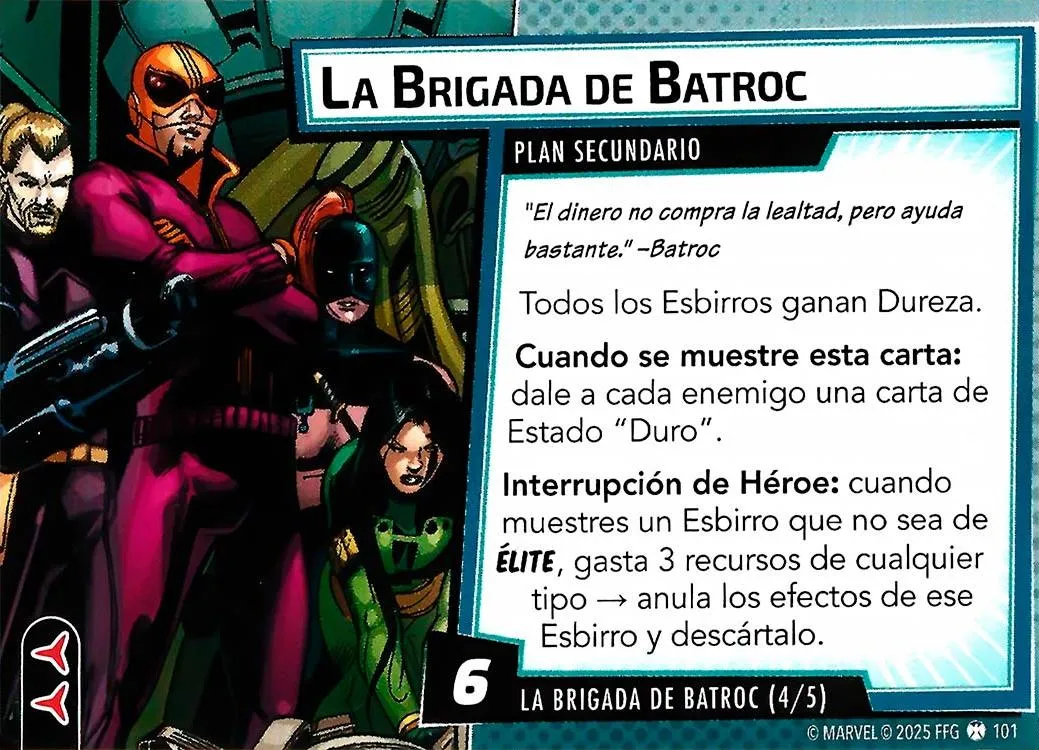 LA BRIGADA DE BATROC
PLAN SECUNDARIO
"El dinero no compra la lealtad, pero ayuda
bastante." –Batroc
Todos los Esbirros ganan Dureza.
Cuando se muestre esta carta:
dale a cada enemigo una carta de
Estado “Duro”.
Interrupción de Héroe: cuando
muestres un Esbirro que no sea de
ÉLITE, gasta 3 recursos de cualquier
tipo → anula los efectos de ese
Esbirro y descártalo.
6
LA BRIGADA DE BATROC (4/5)
© MARVEL © 2025 FFG 101